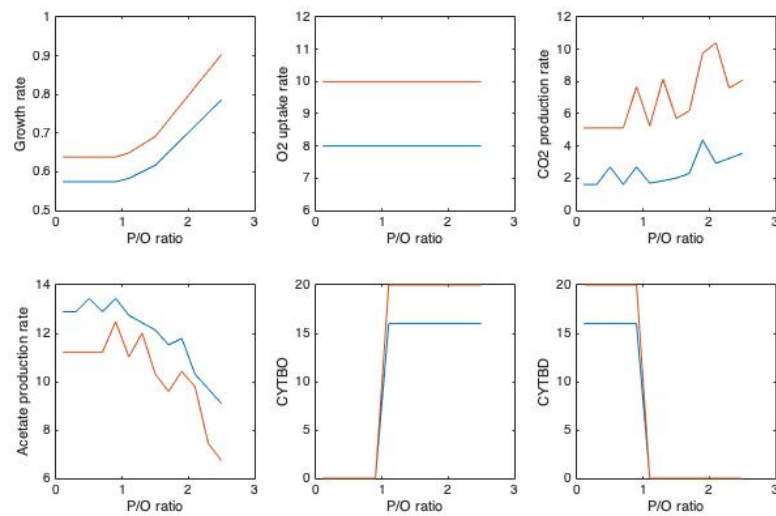 Growth rate
1
0.9
0.8
0.7
0.6
0.5
0 1 2 3
P/O ratio
O2 uptake rate
12
11
10
9
8
7
6
0 1 2 3
P/O ratio
CO2 production rate
12
10
8
6
4
2
0
0 1 2 3
P/O ratio
Acetate production rate
14
12
10
8
6
0 1 2 3
P/O ratio
CYTBO
20
15
10
5
0
0 1 2 3
P/O ratio
CYTBD
20
15
10
5
0
0 1 2 3
P/O ratio